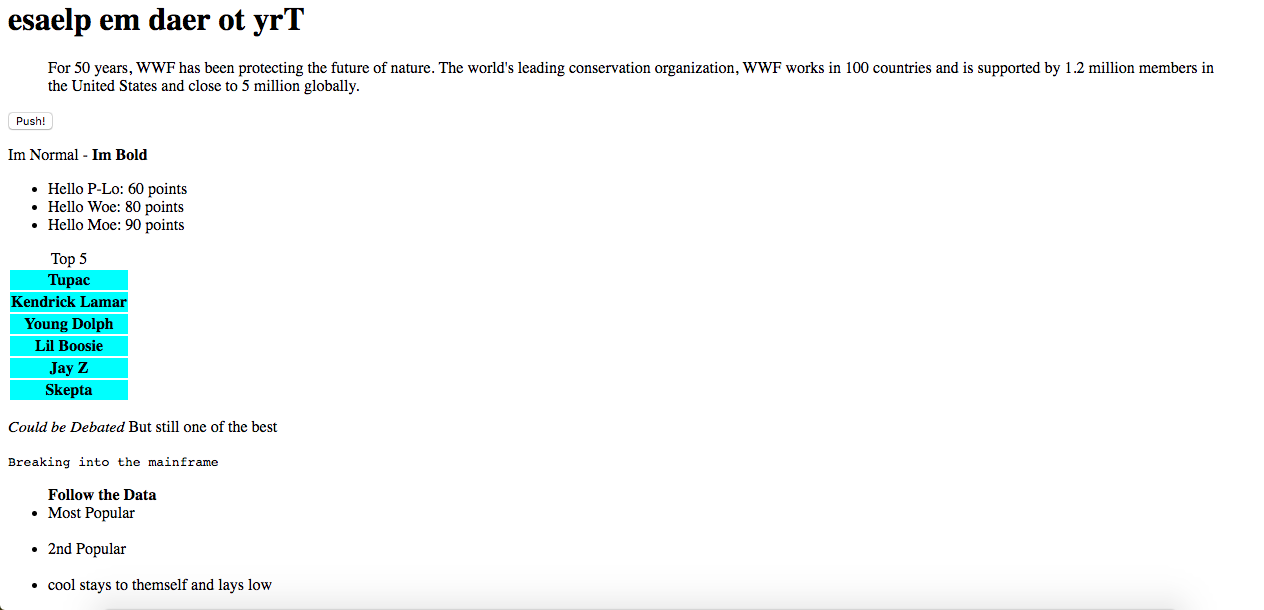 esaelp em daer ot yrT
For 50 years, WWF has been protecting the future of nature. The world's leading conservation organization, WWF works in 100 countries and is supported by 1.2 million members in
the United States and close to 5 million globally.
Push!
Im Normal - Im Bold
Hello P-Lo: 60 points
Hello Woe: 80 points
Hello Moe: 90 points
Top 5
Tupac
Kendrick Lamar
Young Dolph
Lil Boosie
Jay Z
Skepta
Could be Debated But still one of the best
Breaking into the mainframe
Follow the Data
Most Popular
2nd Popular
cool stays to themself and lays low